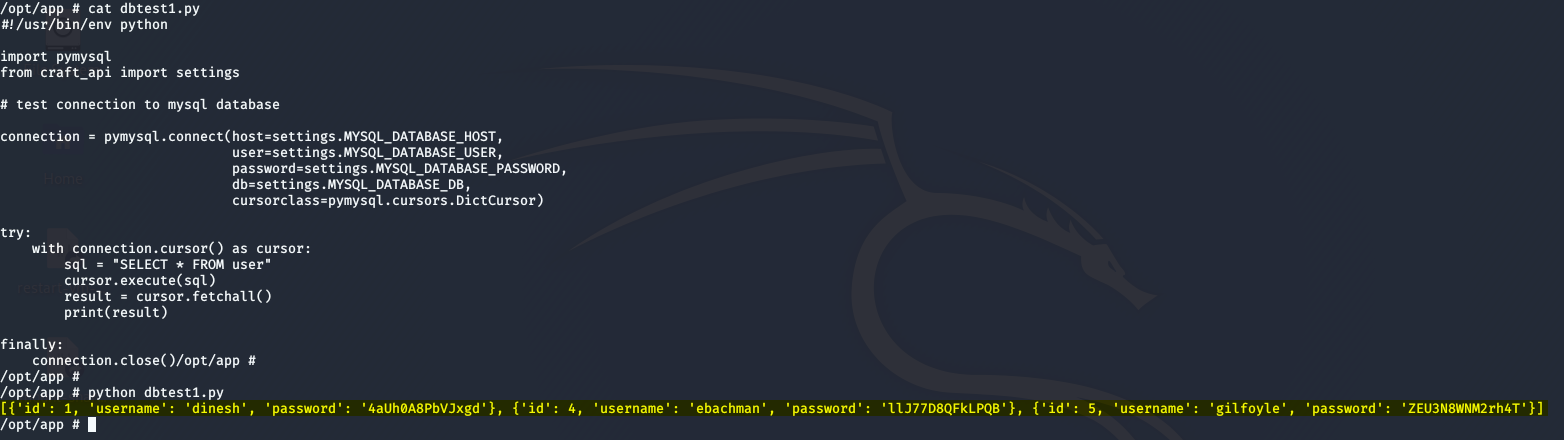 /opt/app # cat dbtest1.py
#!/usr/bin/env python
import pymysql
from craft_api import settings
# test connection to mysql database
connection = pymysql.connect(host=settings.MYSQL_DATABASE_HOST,
                             user=settings.MYSQL_DATABASE_USER,
                             password=settings.MYSQL_DATABASE_PASSWORD,
                             db=settings.MYSQL_DATABASE_DB,
                             cursorclass=pymysql.cursors.DictCursor)
Home
try:
    with connection.cursor() as cursor:
        sql = "SELECT * FROM user"
        cursor.execute(sql)
        result = cursor.fetchall()
        print(result)
finally:
    connection.close()/opt/app #
/opt/app #
/opt/app # python dbtest1.py
[{'id': 1, 'username': 'dinesh', 'password': '4aUh0A8PbVJxgd'}, {'id': 4, 'username': 'ebachman', 'password': 'llJ77D8QFkLPQB'}, {'id': 5, 'username': 'gilfoyle', 'password': 'ZEU3N8WNM2rh4T'}]
/opt/app #